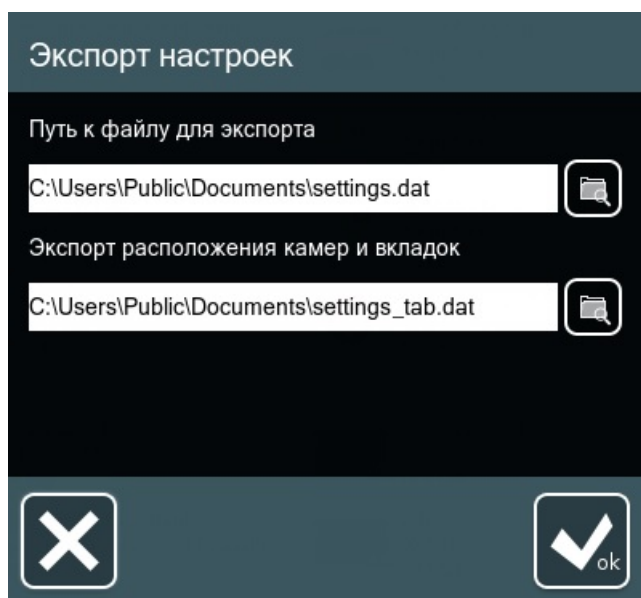 Экспорт настроек
Путь к файлу для экспорта
C:\Users\Public\Documents\settings.dat
Экспорт расположения камер и вкладок
C:\Users\Public\Documents\settings_tab.dat
ok